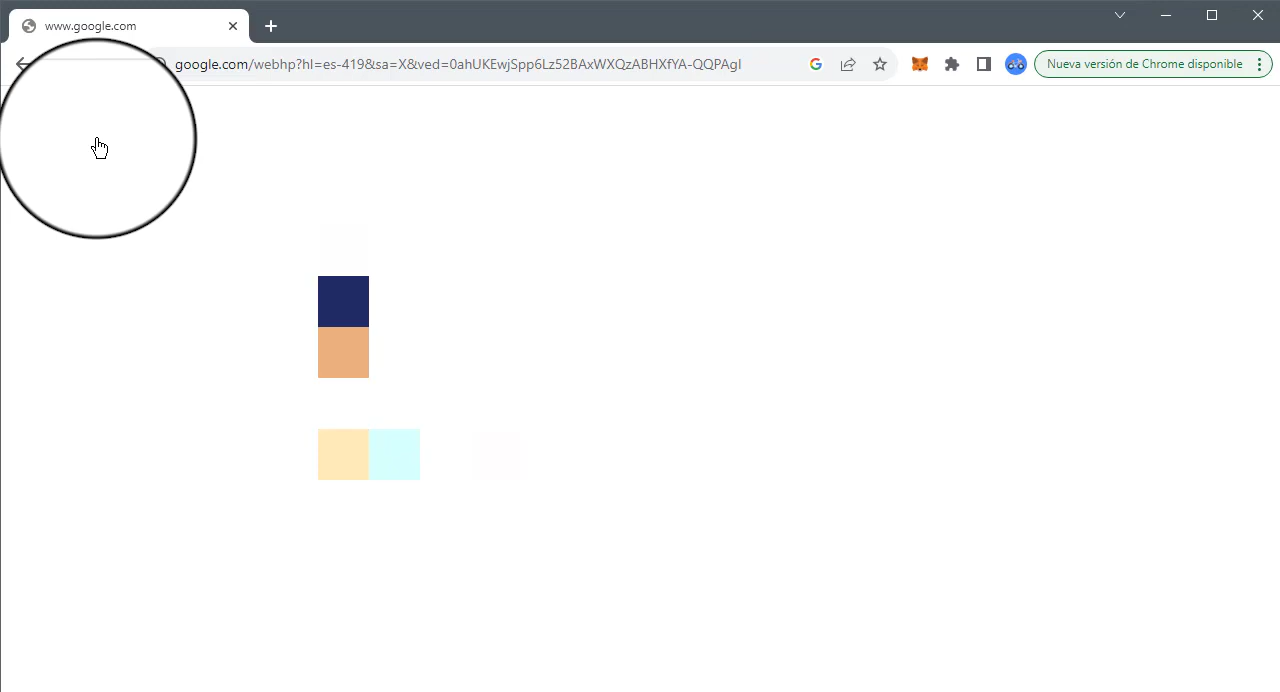 www.google.com
google.com/webhp?hl=es-419&sa=X&ved=0ahUKEwjSpp6Lz52BAxWXQzABHXfYA-QQPAgI
Nueva versión de Chrome disponible